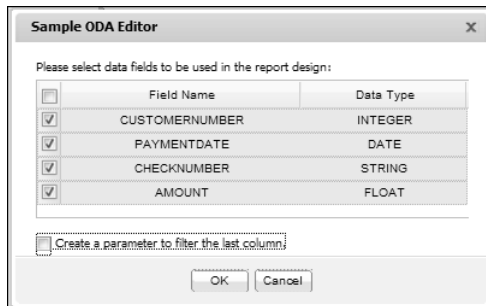 Sample ODA Editor
Please select data fields to be used in the report design:
Field Name Data Type
CUSTOMERNUMBER INTEGER
PAYMENTDATE DATE
CHECKNUMBER STRING
AMOUNT FLOAT
Create a parameter to filter the last column.
OK Cancel